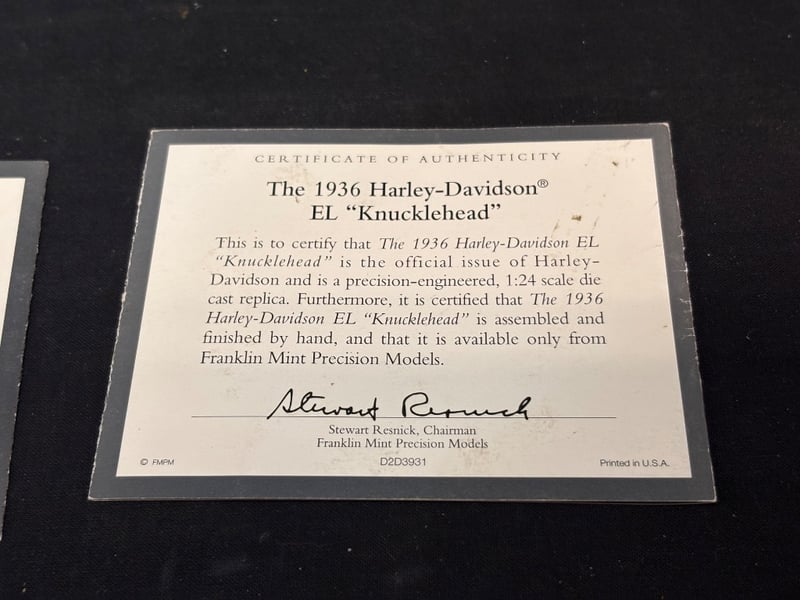 CERTIFICATE OF AUTHENTICITY
The 1936 Harley-Davidson®
EL “Knucklehead”
This is to certify that The 1936 Harley-Davidson EL
“Knucklehead” is the official issue of Harley-
Davidson and is a precision-engineered, 1:24 scale die
cast replica. Furthermore, it is certified that The 1936
Harley-Davidson EL “Knucklehead” is assembled and
finished by hand, and that it is available only from
Franklin Mint Precision Models.
Stewart Resnick
Stewart Resnick, Chairman
Franklin Mint Precision Models
© FMPM
D2D3931
Printed in U.S.A.